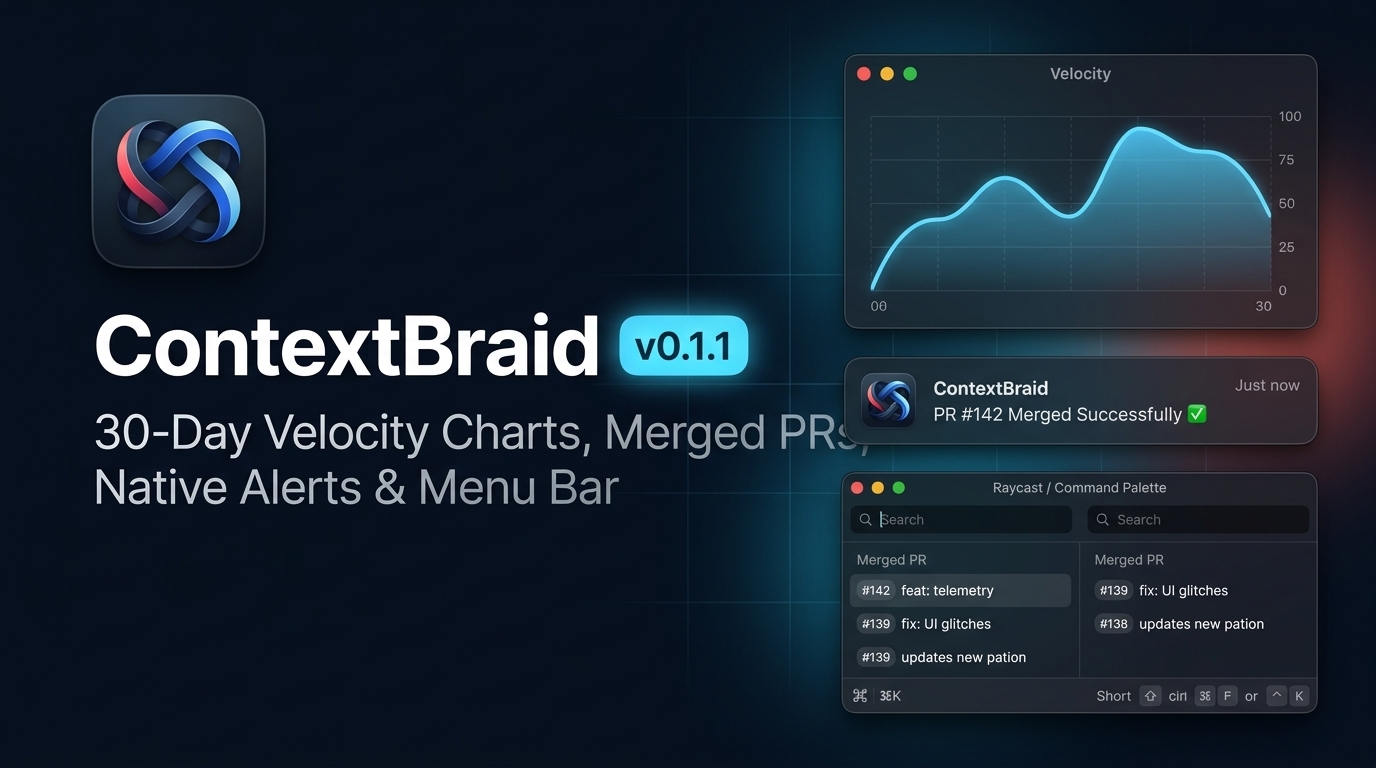 ContextBraid v0.1.1
30-Day Velocity Charts, Merged PRs,
Native Alerts & Menu Bar
Velocity
100
75
50
25
0
00 30
ContextBraid Just now
PR #142 Merged Successfully ✅
Raycast / Command Palette
Search Search
Merged PR
#142 feat: telemetry
#139 fix: UI glitches
#139 updates new pation
Merged PR
#139 fix: UI glitches
#138 updates new pation
⌘ ⌘K
Short ⇧ cirl ⌘ F or ^ K